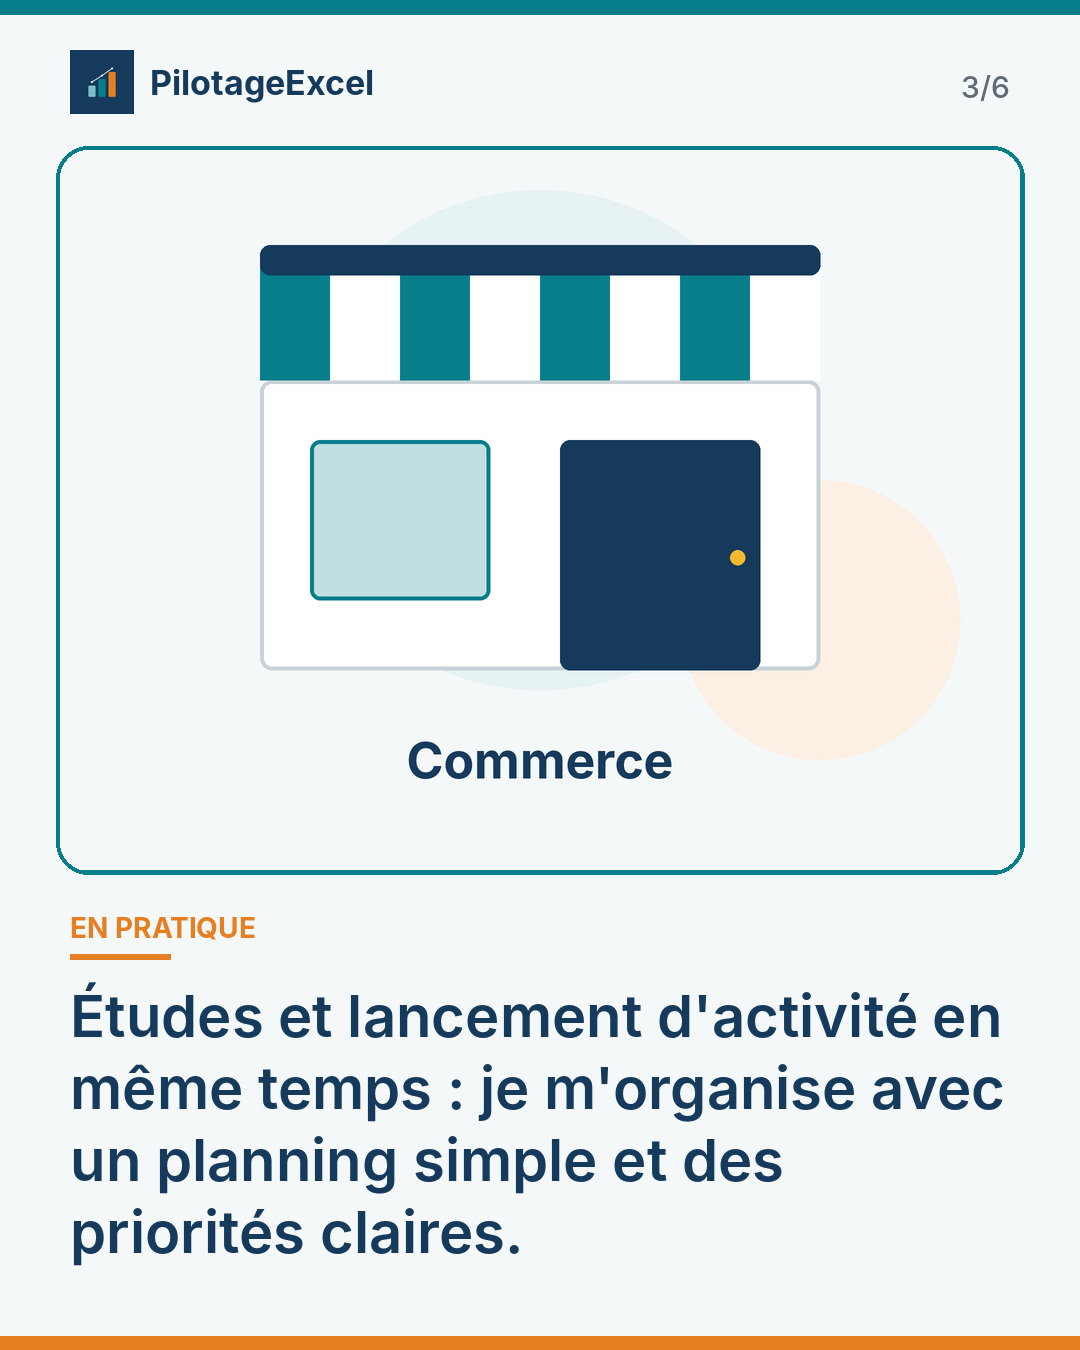 PilotageExcel
3/6
Commerce
EN PRATIQUE
Études et lancement d'activité en
même temps : je m'organise avec
un planning simple et des
priorités claires.